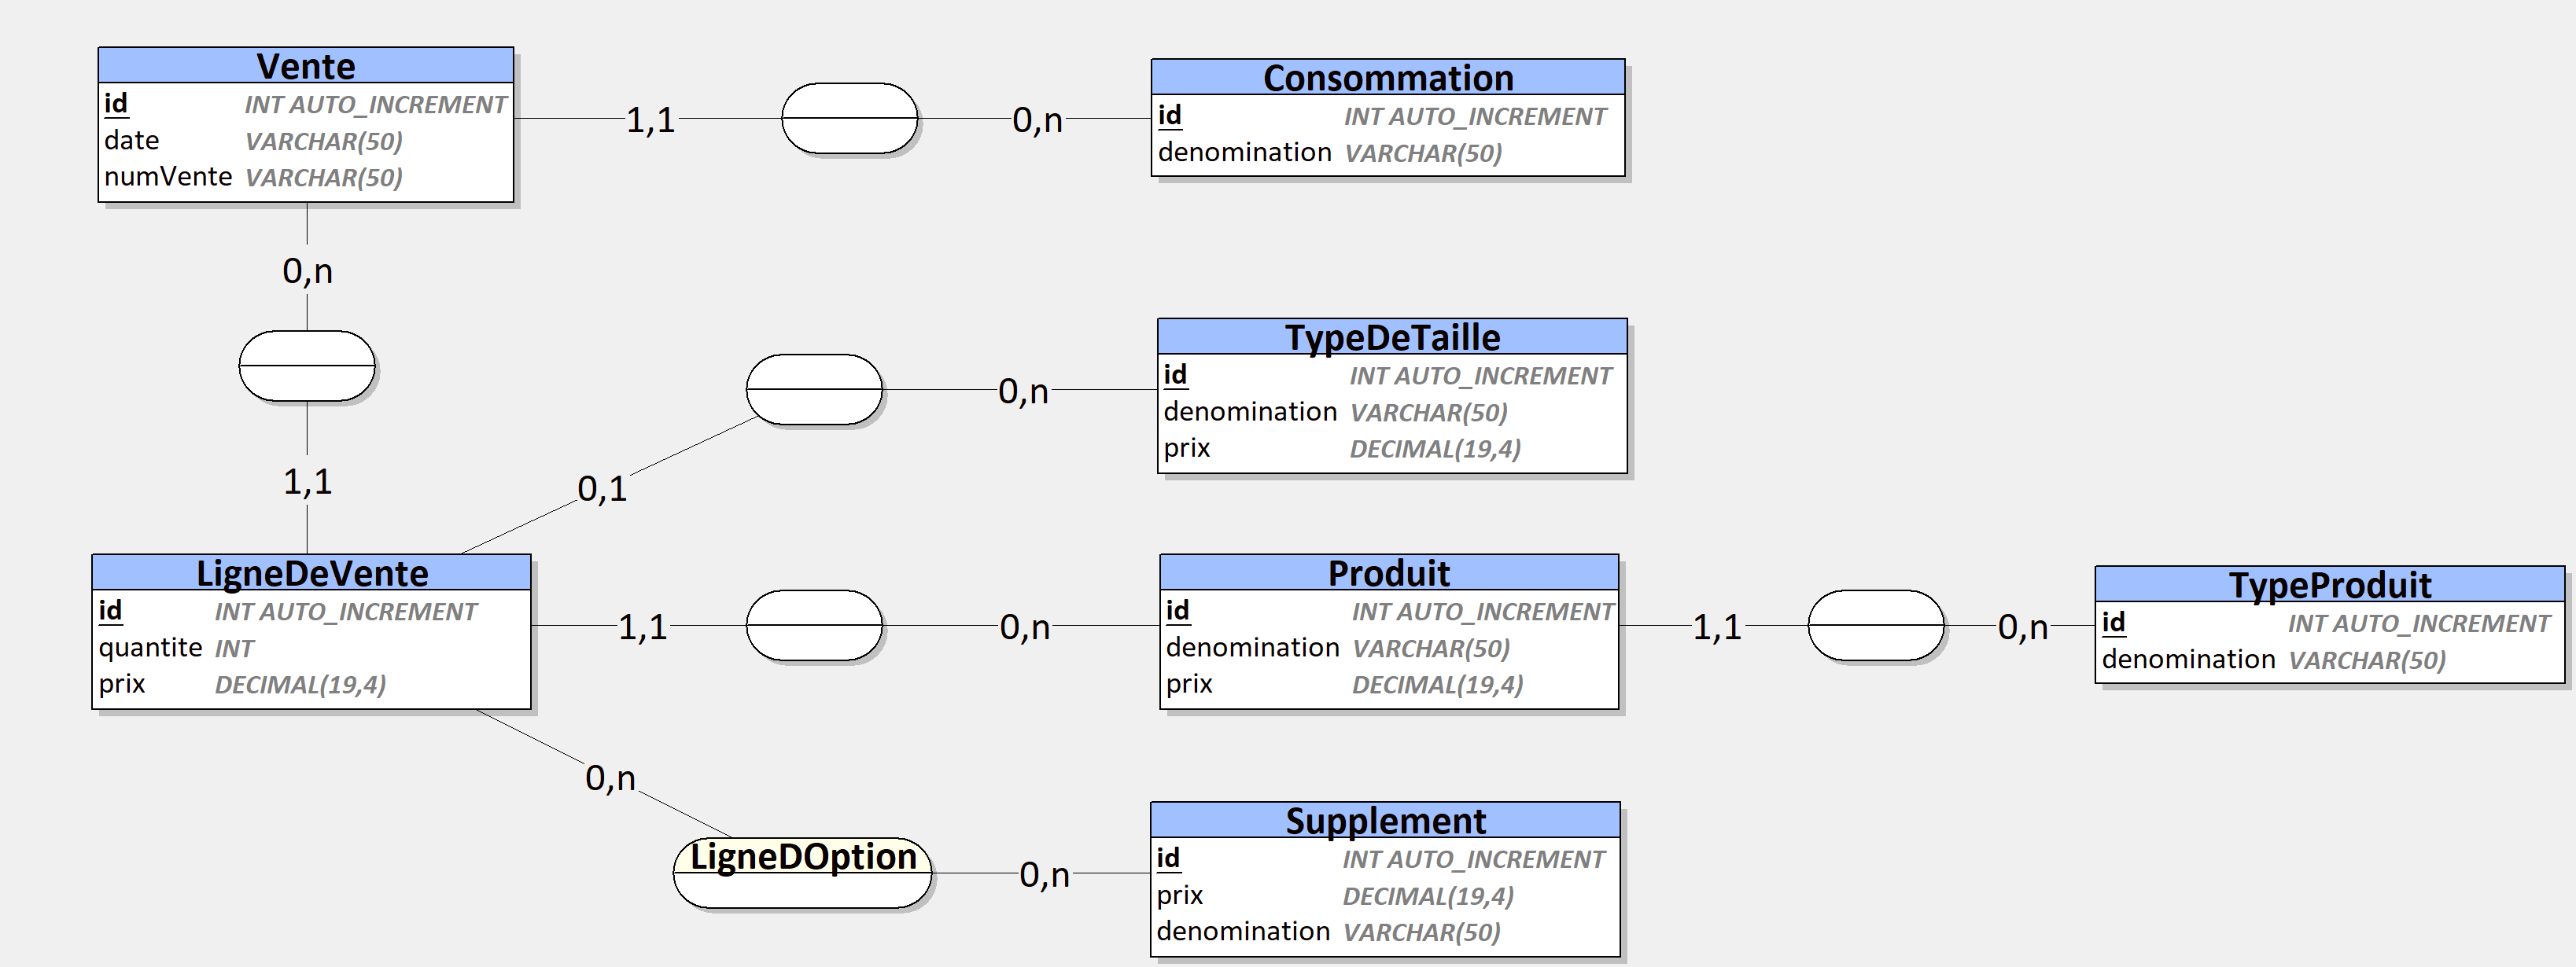 Vente
id INT AUTO_INCREMENT
date VARCHAR(50)
numVente VARCHAR(50)
1,1
0,n
Consommation
id INT AUTO_INCREMENT
denomination VARCHAR(50)
0,n
1,1
TypeDeTaille
id INT AUTO_INCREMENT
denomination VARCHAR(50)
prix DECIMAL(19,4)
0,n
0,1
LigneDeVente
id INT AUTO_INCREMENT
quantite INT
prix DECIMAL(19,4)
1,1
0,n
Produit
id INT AUTO_INCREMENT
denomination VARCHAR(50)
prix DECIMAL(19,4)
1,1
0,n
TypeProduit
id INT AUTO_INCREMENT
denomination VARCHAR(50)
0,n
LigneDOption
0,n
Supplement
id INT AUTO_INCREMENT
prix DECIMAL(19,4)
denomination VARCHAR(50)